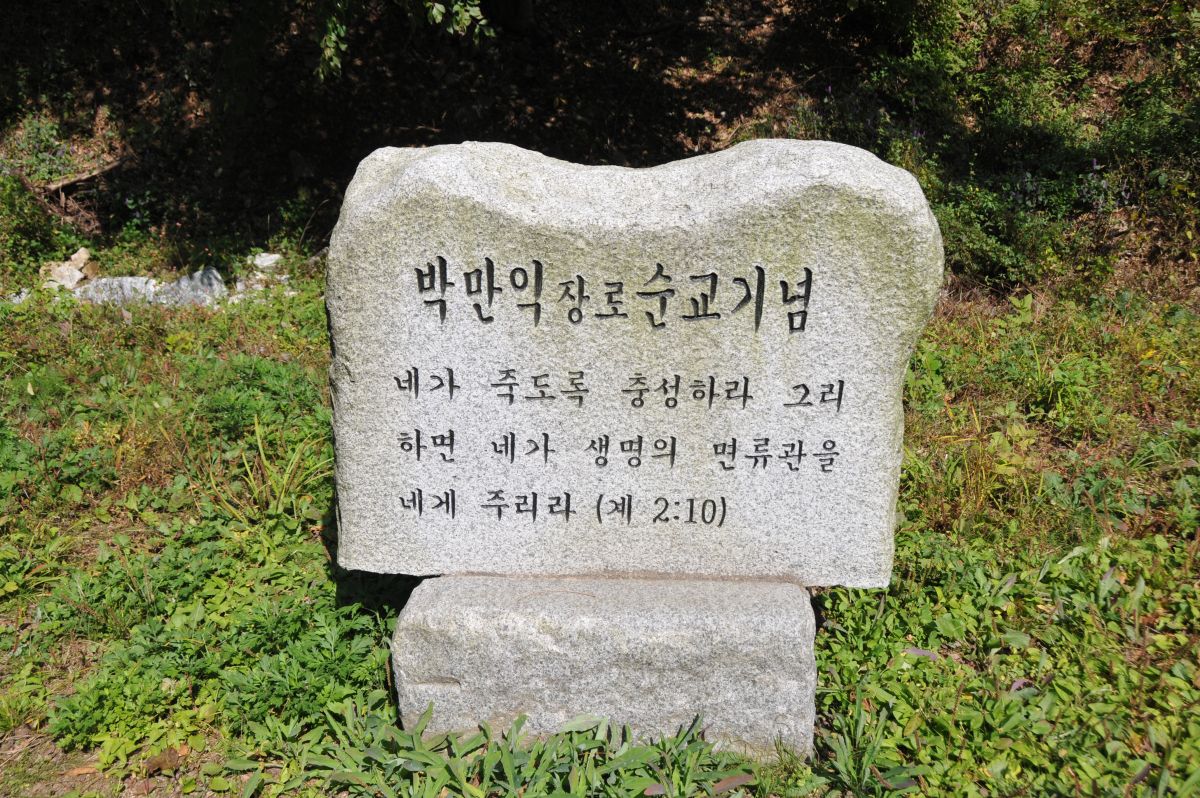 박만익장로순교기념
네가 죽도록 충성하라 그리
하면 네가 생명의 면류관을
네게 주리라 (계 2:10)